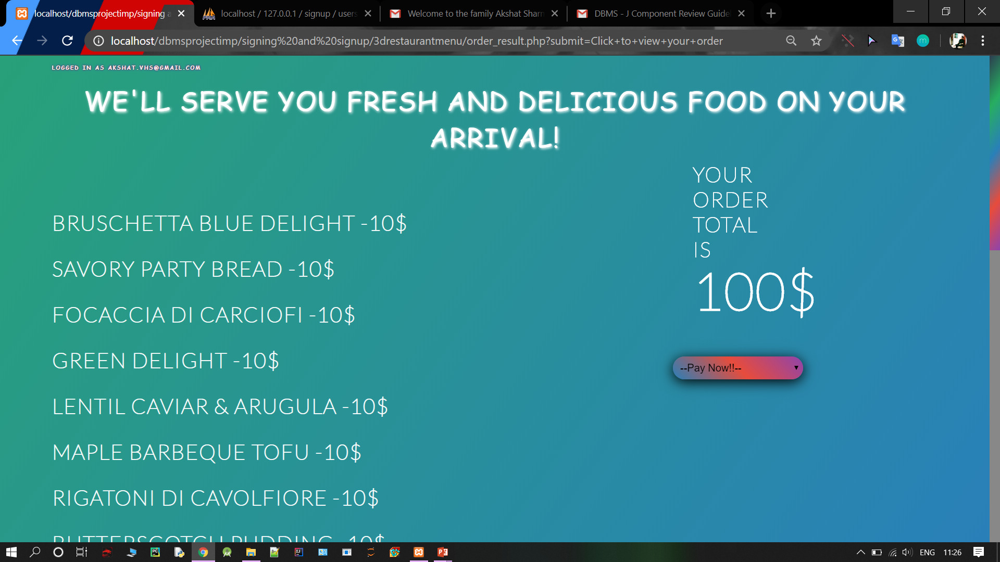 localhost/dbmsprojectimp/signing a
localhost / 127.0.0.1 / signup / users
Welcome to the family Akshat Sharm
DBMS - J Component Review Guidel
localhost/dbmsprojectimp/signing%20and%20signup/3drestaurantmenu/order_result.php?submit=Click+to+view+your+order
LOGGED IN AS AKSHAT.VHS@GMAIL.COM
WE'LL SERVE YOU FRESH AND DELICIOUS FOOD ON YOUR
ARRIVAL!
YOUR
ORDER
TOTAL
IS
100$
--Pay Now!!--
BRUSCHETTA BLUE DELIGHT -10$
SAVORY PARTY BREAD -10$
FOCACCIA DI CARCIOFI -10$
GREEN DELIGHT -10$
LENTIL CAVIAR & ARUGULA -10$
MAPLE BARBEQUE TOFU -10$
RIGATONI DI CAVOLFIORE -10$
BUTTERSCOTCH PUDDING -10$
ENG
11:26